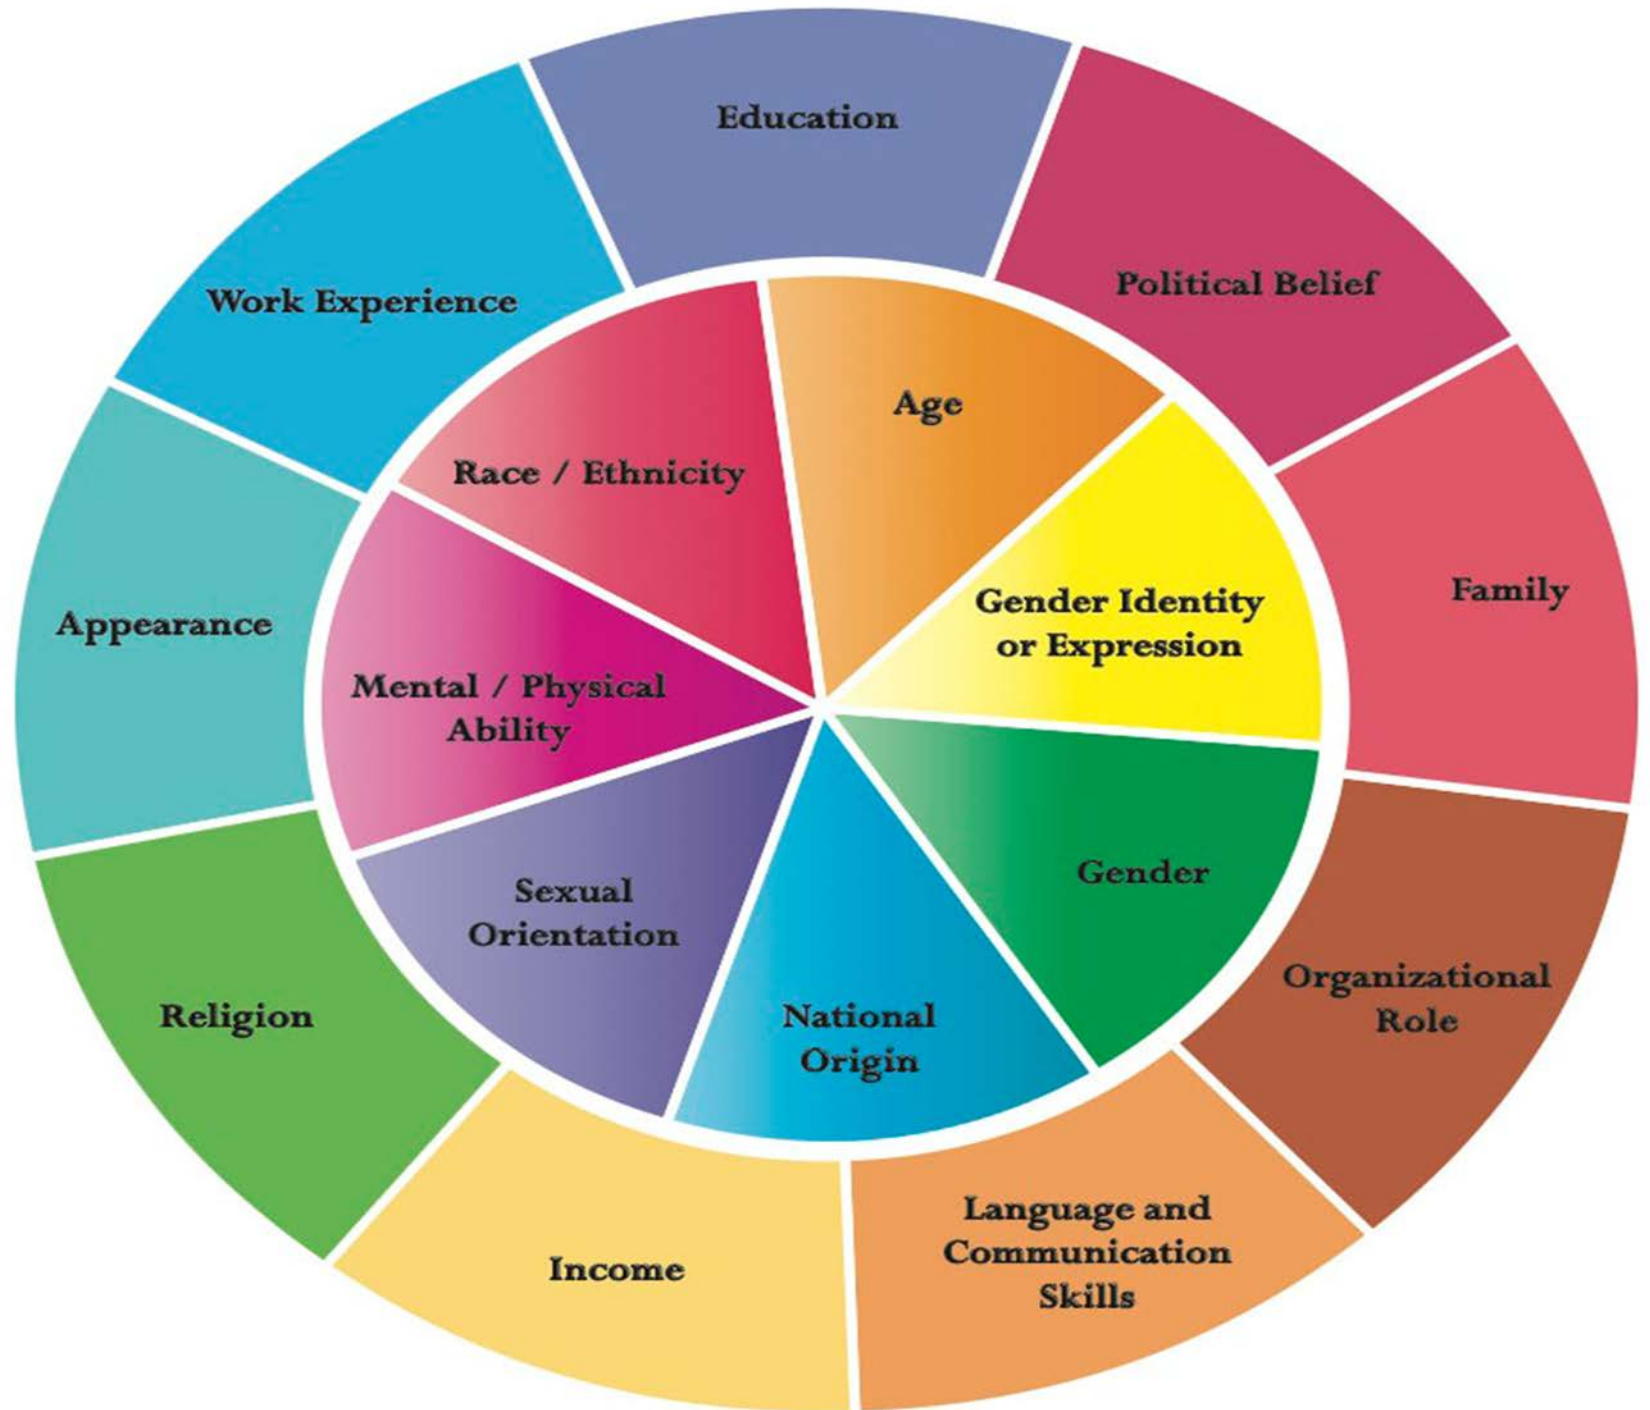 Education
Political Belief
Family
Organizational
Role
Language and
Communication
Skills
Income
Religion
Appearance
Work Experience
Age
Gender Identity
or Expression
Gender
National
Origin
Sexual
Orientation
Mental / Physical
Ability
Race / Ethnicity